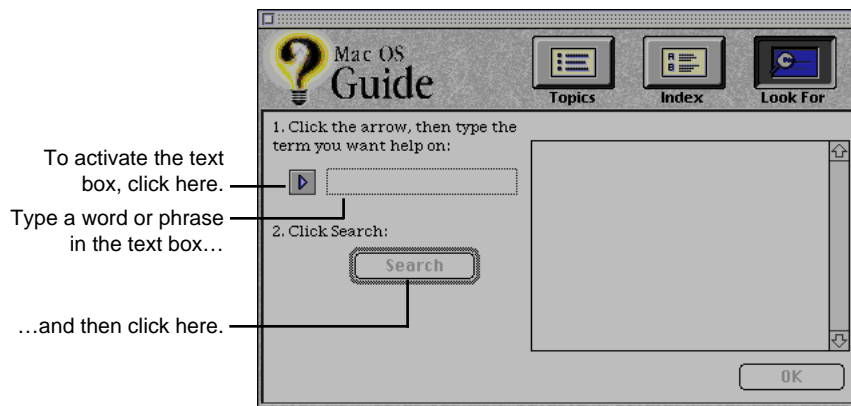 Mac OS
Guide
Topics
Index
Look For
1. Click the arrow, then type the
term you want help on:
To activate the text
box, click here.
Type a word or phrase
in the text box…
2. Click Search:
Search
…and then click here.
OK